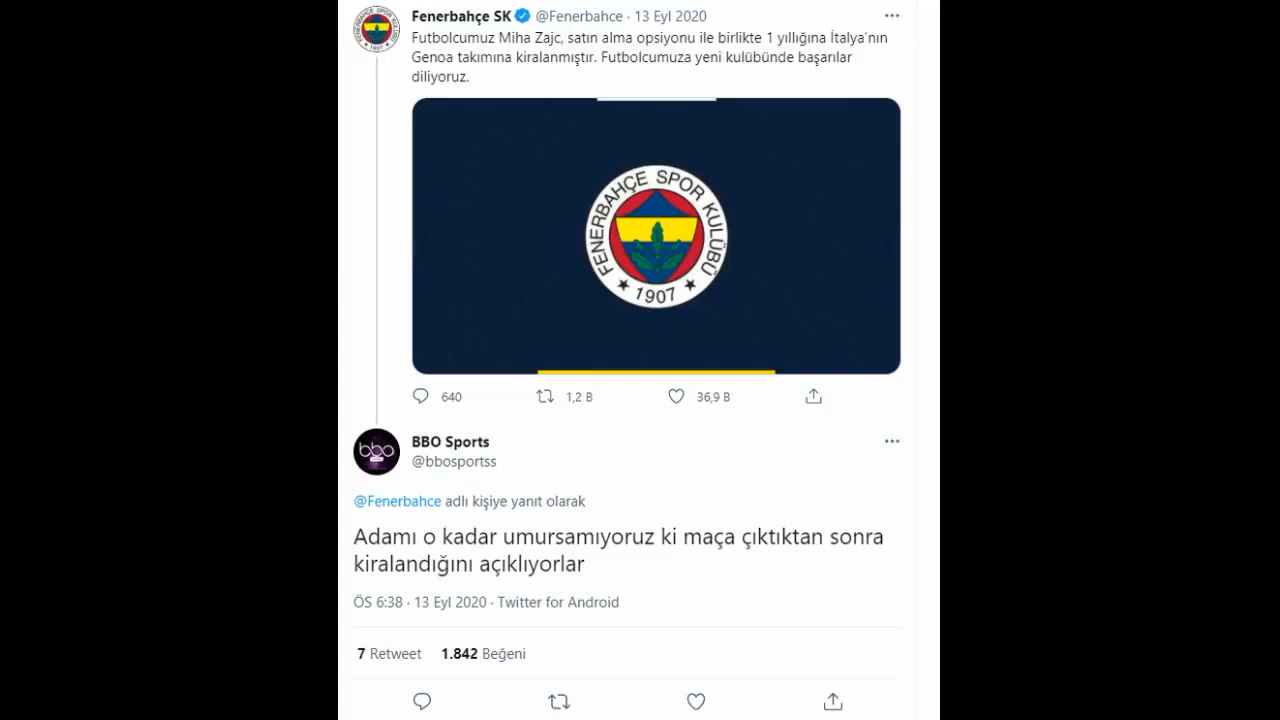 Fenerbahçe SK @Fenerbahce · 13 Eyl 2020
Futbolcumuz Miha Zajc, satın alma opsiyonu ile birlikte 1 yıllığına İtalya'nın
Genoa takımına kiralanmıştır. Futbolcumuza yeni kulübünde başarılar
diliyoruz.
FENERBAHÇE SPOR KULÜBÜ
1907
640 1,2 B 36,9 B
bbo
BBO Sports
@bbosportss
@Fenerbahce adlı kişiye yanıt olarak
Adamı o kadar umursamıyoruz ki maça çıktıktan sonra
kiralandığını açıklıyorlar
ÖS 6:38 · 13 Eyl 2020 · Twitter for Android
7 Retweet 1.842 Beğeni